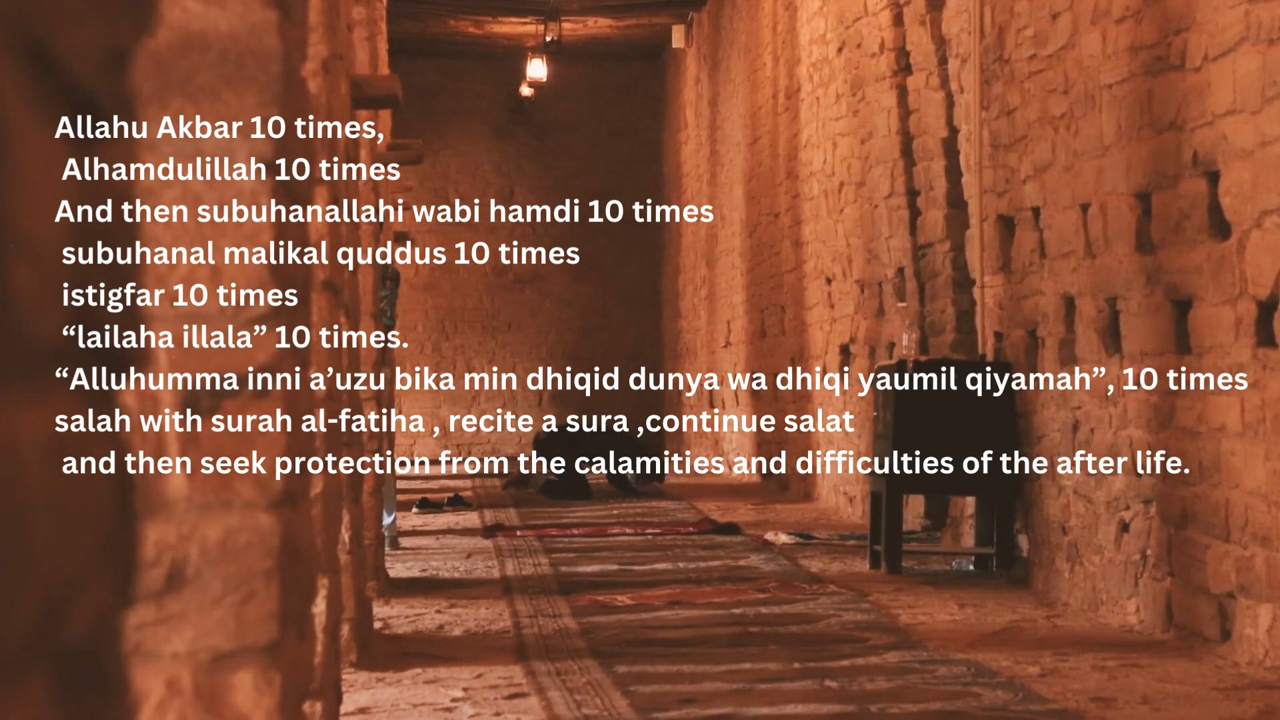 Allahu Akbar 10 times,
Alhamdulillah 10 times
And then subuhanallahi wabi hamdi 10 times
subuhanal malikal quddus 10 times
istigfar 10 times
“lailaha illala” 10 times.
“Alluhumma inni a’uzu bika min dhiqid dunya wa dhiqi yaumil qiyamah”, 10 times
salah with surah al-fatiha , recite a sura ,continue salat
and then seek protection from the calamities and difficulties of the after life.